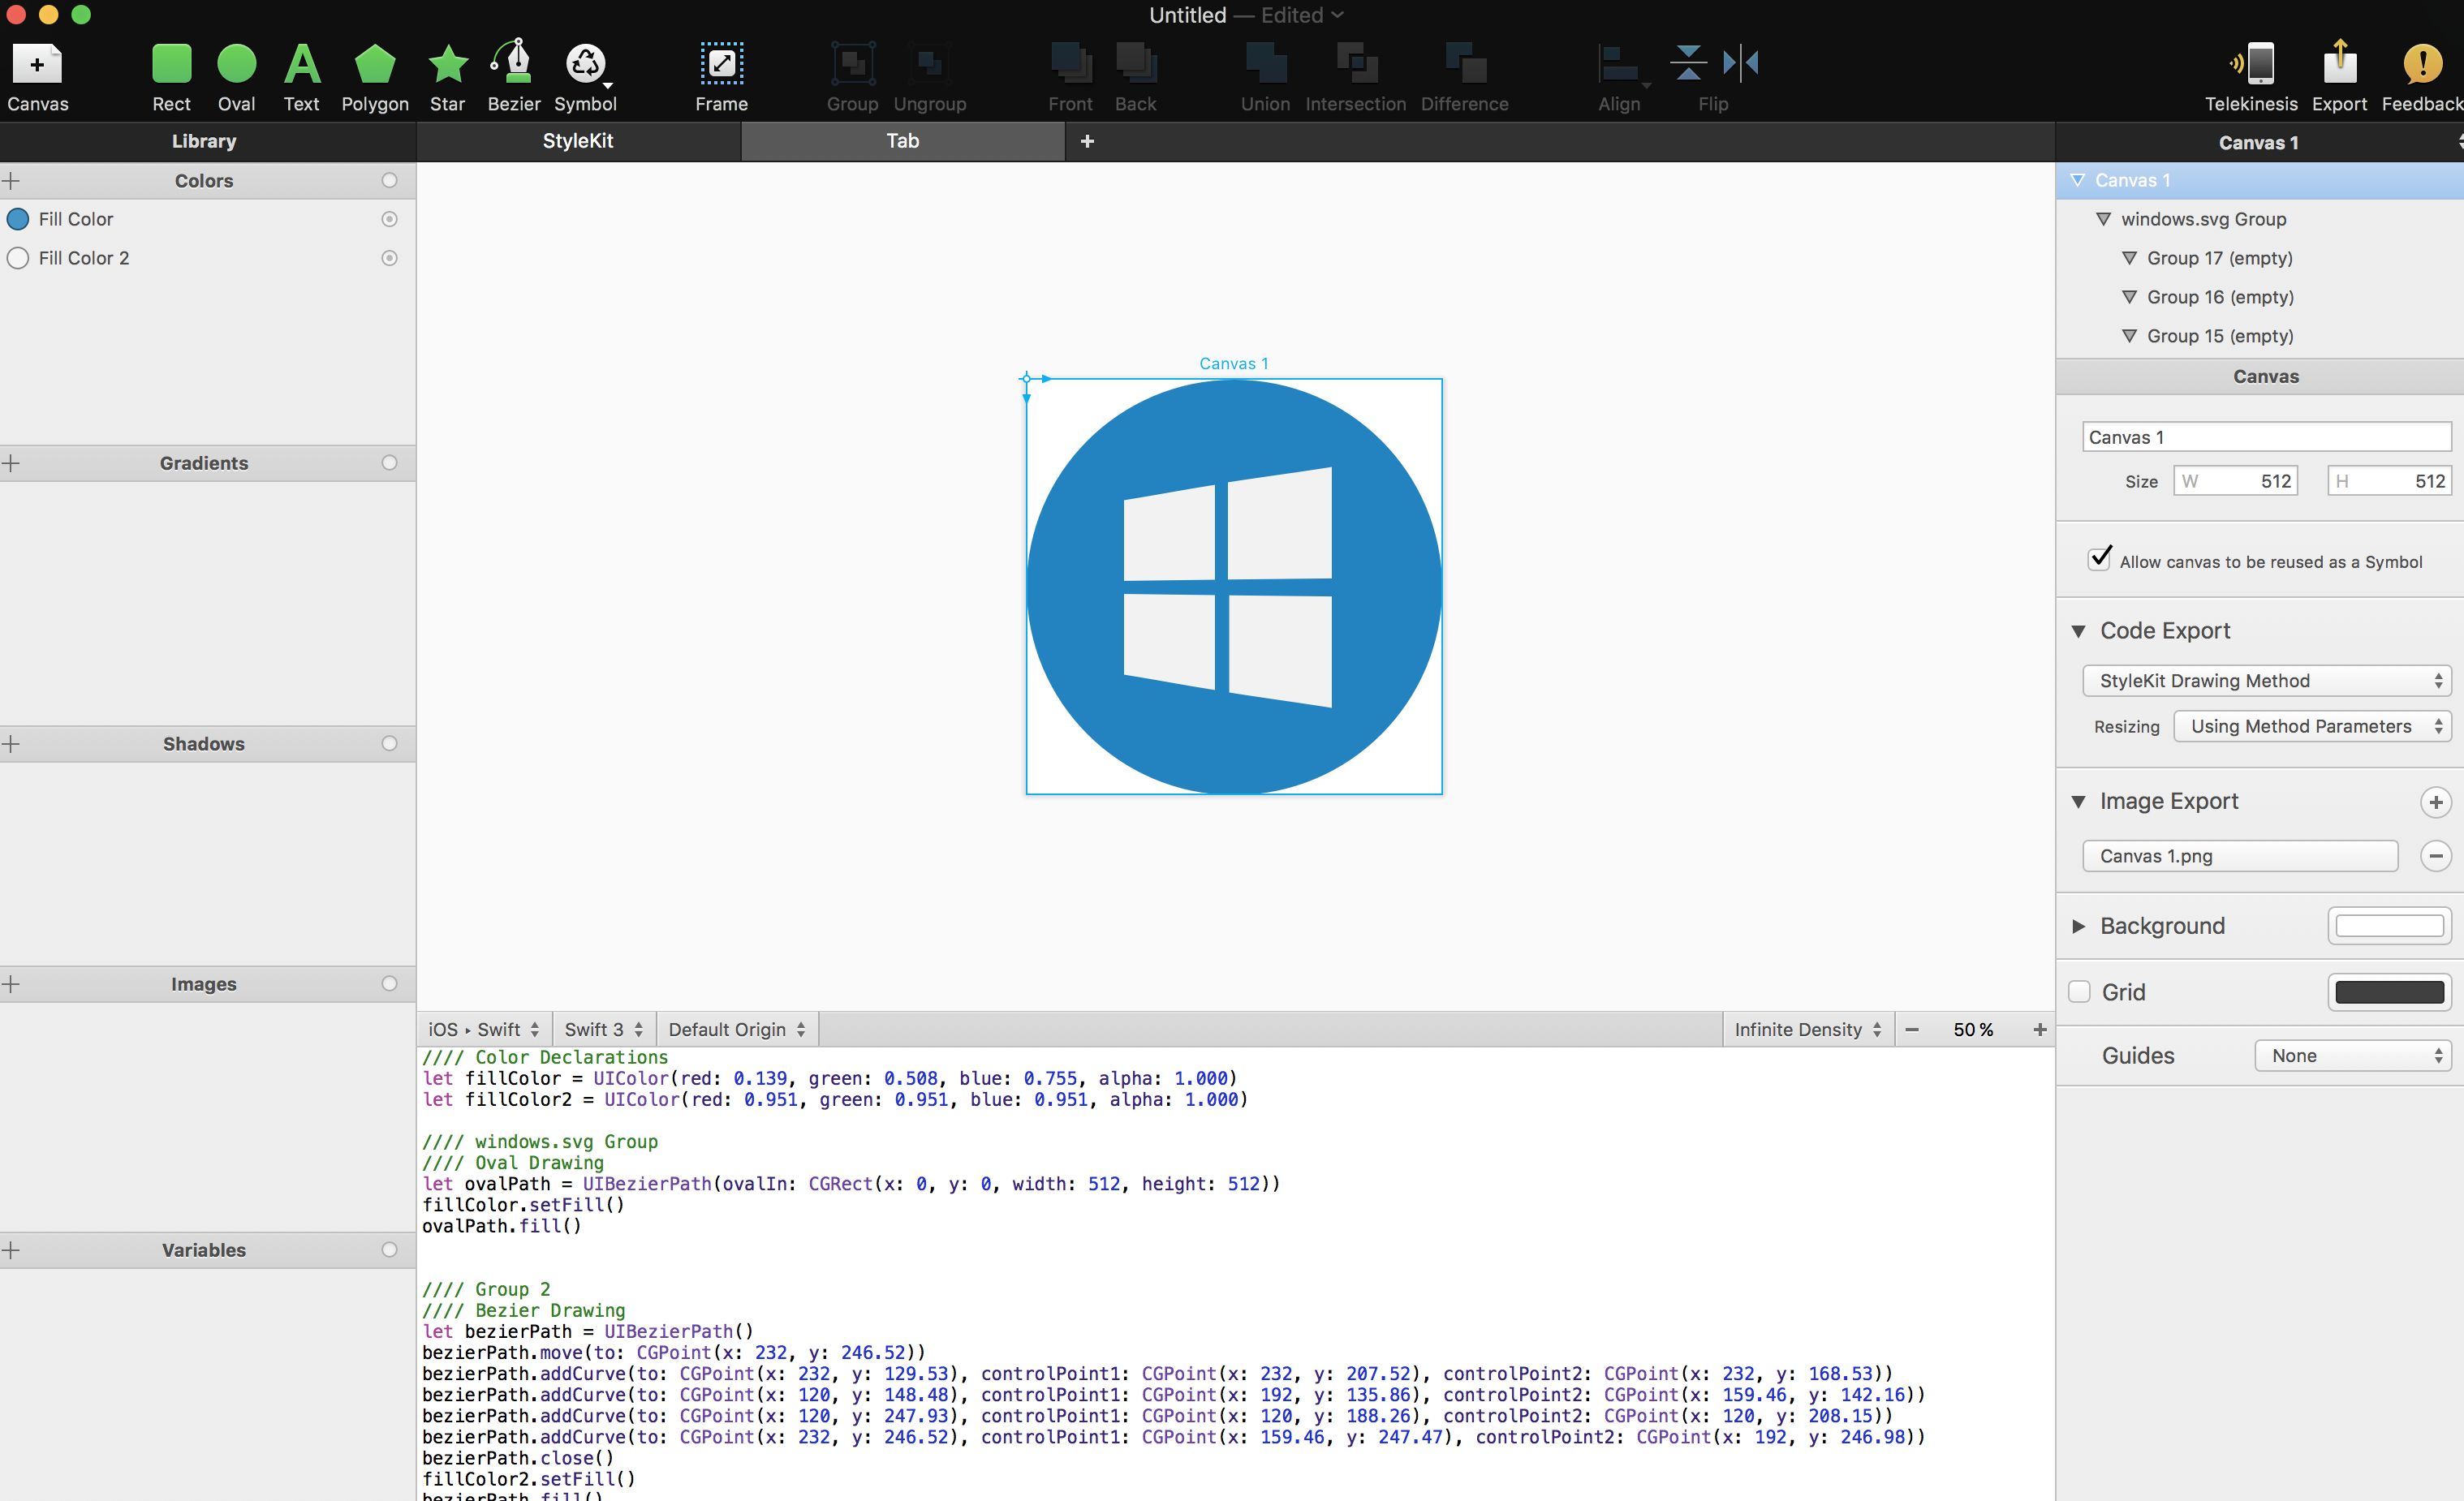 Untitled — Edited
Canvas
Rect
Oval
Text
Polygon
Star
Bezier
Symbol
Frame
Group
Ungroup
Front
Back
Union
Intersection
Difference
Align
Flip
Telekinesis
Export
Feedback
Library
StyleKit
Tab
+
Canvas 1
Colors
Fill Color
Fill Color 2
Gradients
Shadows
Images
Variables
Canvas 1
Canvas 1
windows.svg Group
Group 17 (empty)
Group 16 (empty)
Group 15 (empty)
Canvas
Canvas 1
Size W 512 H 512
Allow canvas to be reused as a Symbol
Code Export
StyleKit Drawing Method
Resizing Using Method Parameters
Image Export
Canvas 1.png
Background
Grid
Guides None
iOS ▸ Swift
Swift 3
Default Origin
Infinite Density
− 50 % +
//// Color Declarations
let fillColor = UIColor(red: 0.139, green: 0.508, blue: 0.755, alpha: 1.000)
let fillColor2 = UIColor(red: 0.951, green: 0.951, blue: 0.951, alpha: 1.000)
//// windows.svg Group
//// Oval Drawing
let ovalPath = UIBezierPath(ovalIn: CGRect(x: 0, y: 0, width: 512, height: 512))
fillColor.setFill()
ovalPath.fill()
//// Group 2
//// Bezier Drawing
let bezierPath = UIBezierPath()
bezierPath.move(to: CGPoint(x: 232, y: 246.52))
bezierPath.addCurve(to: CGPoint(x: 232, y: 129.53), controlPoint1: CGPoint(x: 232, y: 207.52), controlPoint2: CGPoint(x: 232, y: 168.53))
bezierPath.addCurve(to: CGPoint(x: 120, y: 148.48), controlPoint1: CGPoint(x: 192, y: 135.86), controlPoint2: CGPoint(x: 159.46, y: 142.16))
bezierPath.addCurve(to: CGPoint(x: 120, y: 247.93), controlPoint1: CGPoint(x: 120, y: 188.26), controlPoint2: CGPoint(x: 120, y: 208.15))
bezierPath.addCurve(to: CGPoint(x: 232, y: 246.52), controlPoint1: CGPoint(x: 159.46, y: 247.47), controlPoint2: CGPoint(x: 192, y: 246.98))
bezierPath.close()
fillColor2.setFill()
bezierPath.fill()